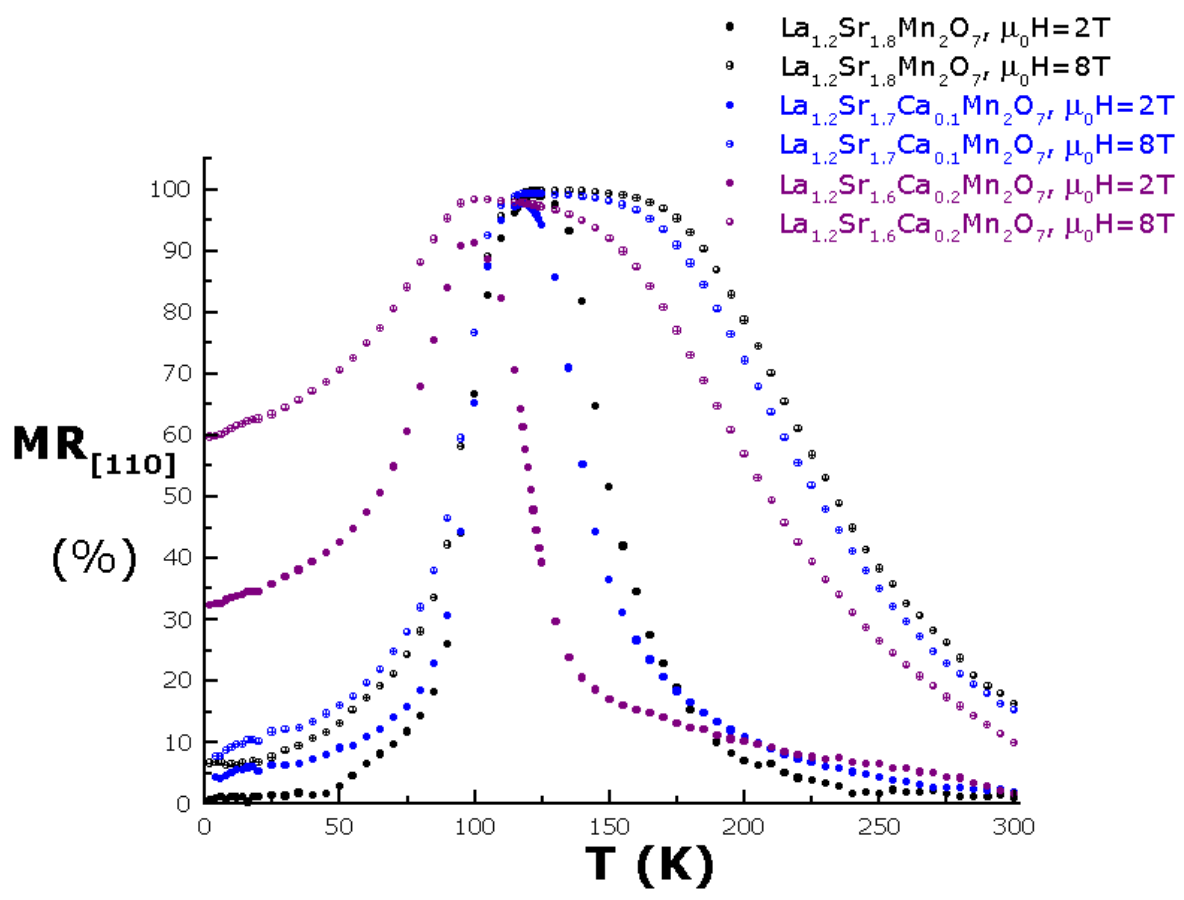 La1.2Sr1.8Mn2O7, μ0H=2T
La1.2Sr1.8Mn2O7, μ0H=8T
La1.2Sr1.7Ca0.1Mn2O7, μ0H=2T
La1.2Sr1.7Ca0.1Mn2O7, μ0H=8T
La1.2Sr1.6Ca0.2Mn2O7, μ0H=2T
La1.2Sr1.6Ca0.2Mn2O7, μ0H=8T
100
90
80
70
60
MR[110]
50
(%)
40
30
20
10
0
0 50 100 150 200 250 300
T (K)